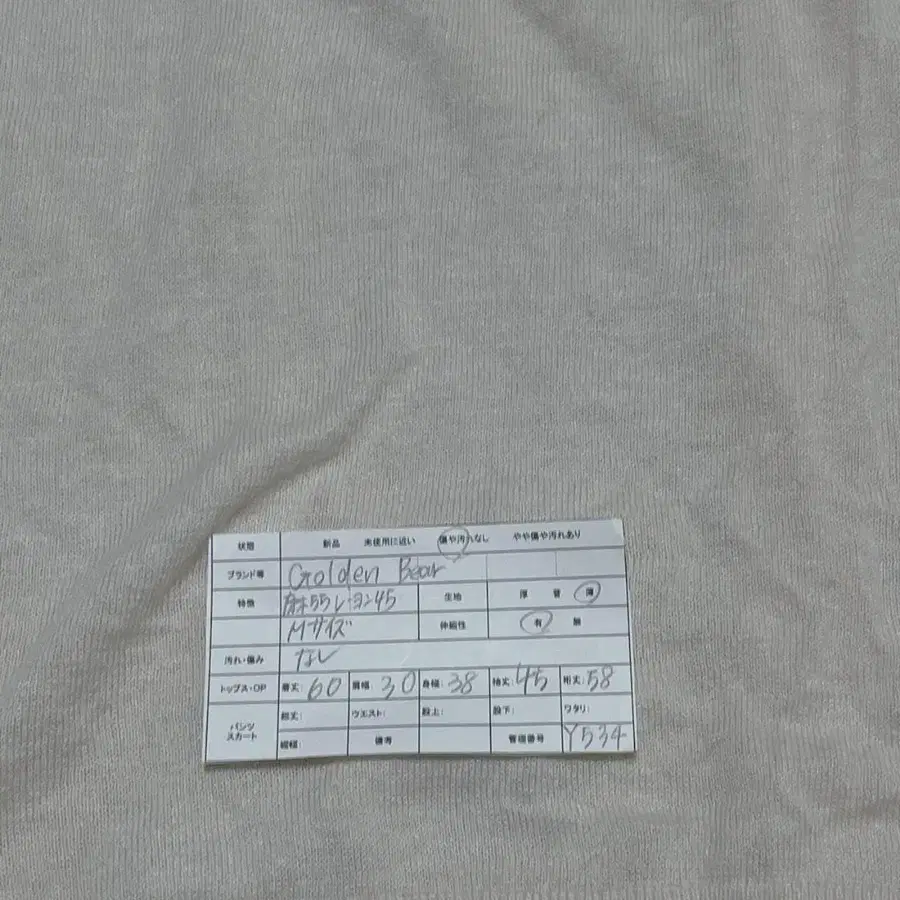 状態 新品 未使用に近い 傷や汚れなし やや傷や汚れあり
ブランド等 Golden Bear
特徴 麻55レーヨン45 生地 厚 普 薄
Mサイズ 伸縮性 有 無
汚れ・傷み なし
トップス・OP 着丈: 60 肩幅: 30 身幅: 38 袖丈: 45 裄丈: 58
パンツ スカート 総丈: ウエスト: 股上: 股下: ワタリ:
裾幅: 備考 管理番号 Y534